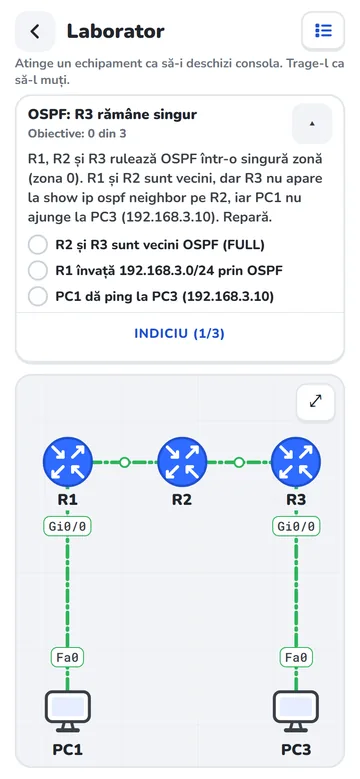 Laborator
Atinge un echipament ca să-i deschizi consola. Trage-l ca
să-l muți.
OSPF: R3 rămâne singur
Obiective: 0 din 3
R1, R2 și R3 rulează OSPF într-o singură zonă
(zona 0). R1 și R2 sunt vecini, dar R3 nu apare
la show ip ospf neighbor pe R2, iar PC1 nu
ajunge la PC3 (192.168.3.10). Repară.
R2 și R3 sunt vecini OSPF (FULL)
R1 învață 192.168.3.0/24 prin OSPF
PC1 dă ping la PC3 (192.168.3.10)
INDICIU (1/3)
R1 R2 R3
Gi0/0 Gi0/0
Fa0 Fa0
PC1 PC3